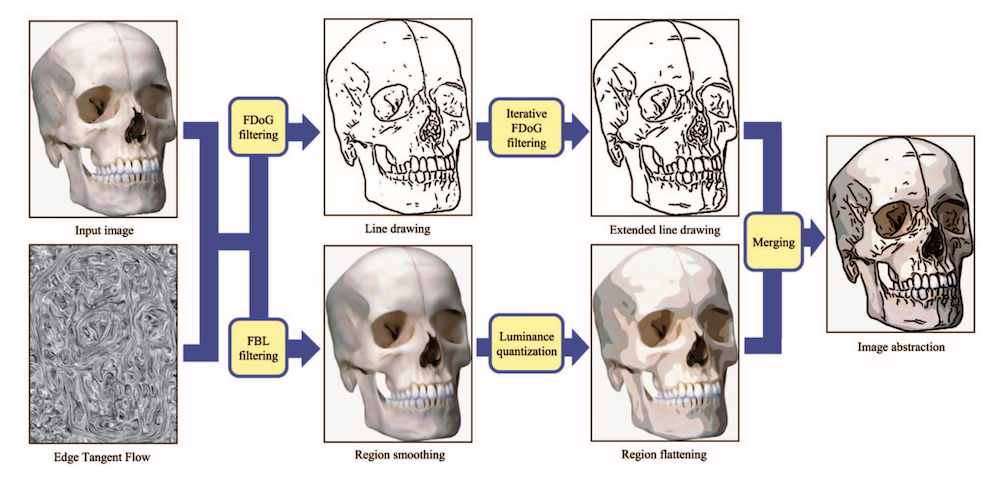 FDoG
filtering
Iterative
FDoG
filtering
Input image
Line drawing
Extended line drawing
Merging
FBL
filtering
Luminance
quantization
Image abstraction
Edge Tangent Flow
Region smoothing
Region flattening